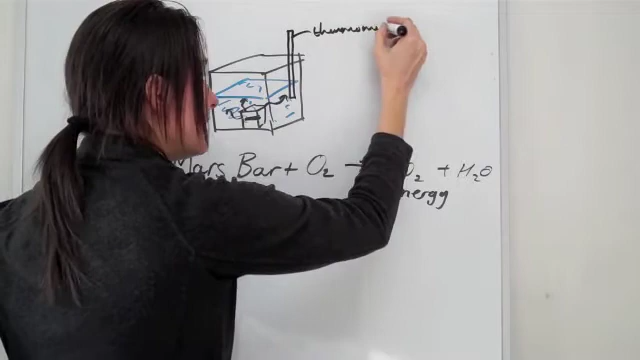 thermome
Mars Bar + O₂ → O₂ + H₂O
nergy